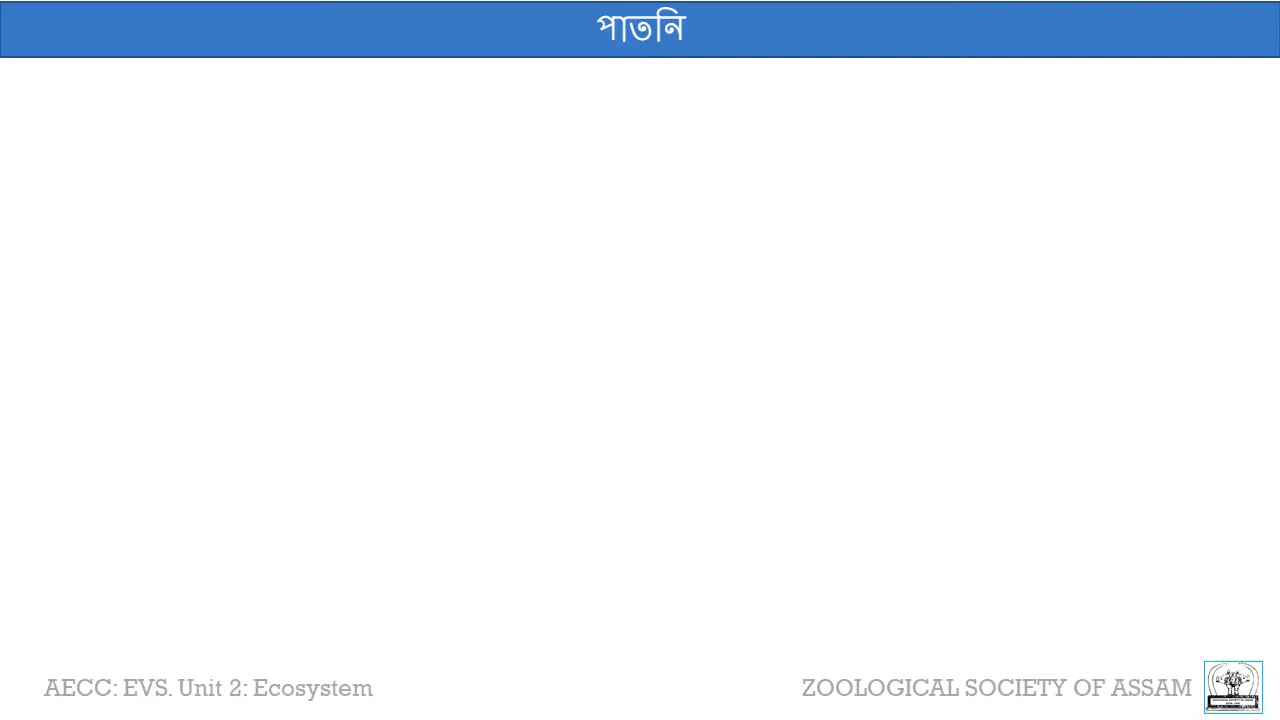 পাতনি
AECC: EVS. Unit 2: Ecosystem
ZOOLOGICAL SOCIETY OF ASSAM